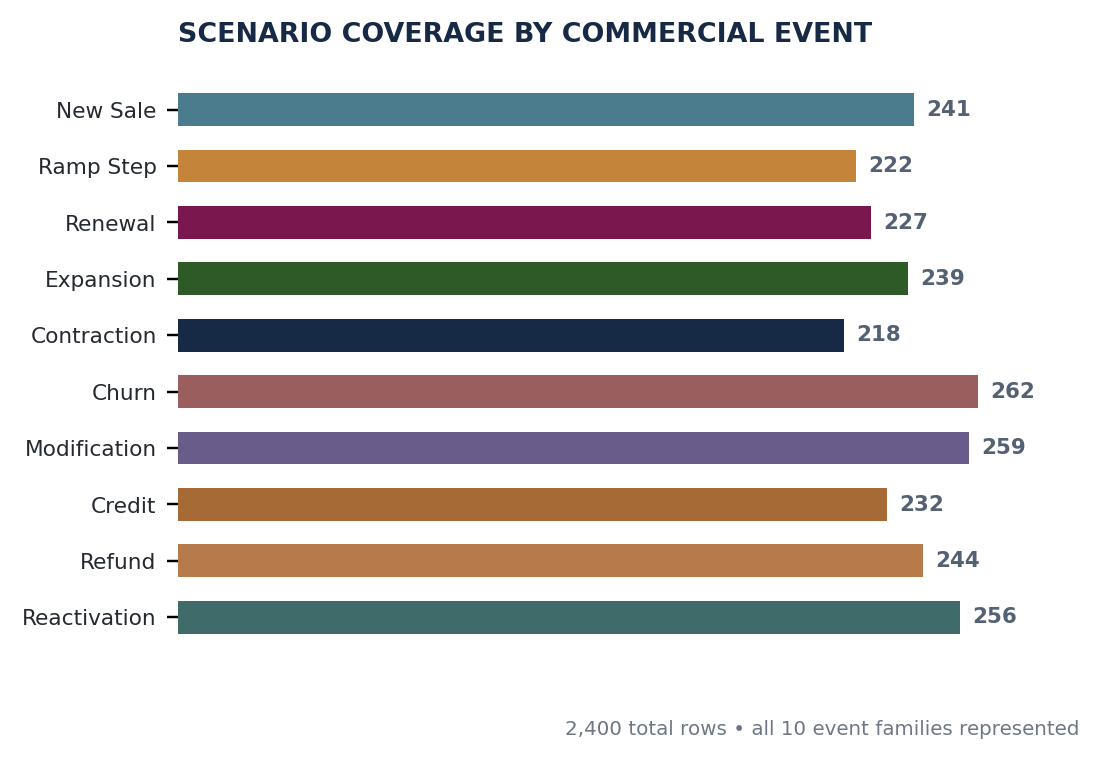 SCENARIO COVERAGE BY COMMERCIAL EVENT
New Sale 241
Ramp Step 222
Renewal 227
Expansion 239
Contraction 218
Churn 262
Modification 259
Credit 232
Refund 244
Reactivation 256
2,400 total rows • all 10 event families represented